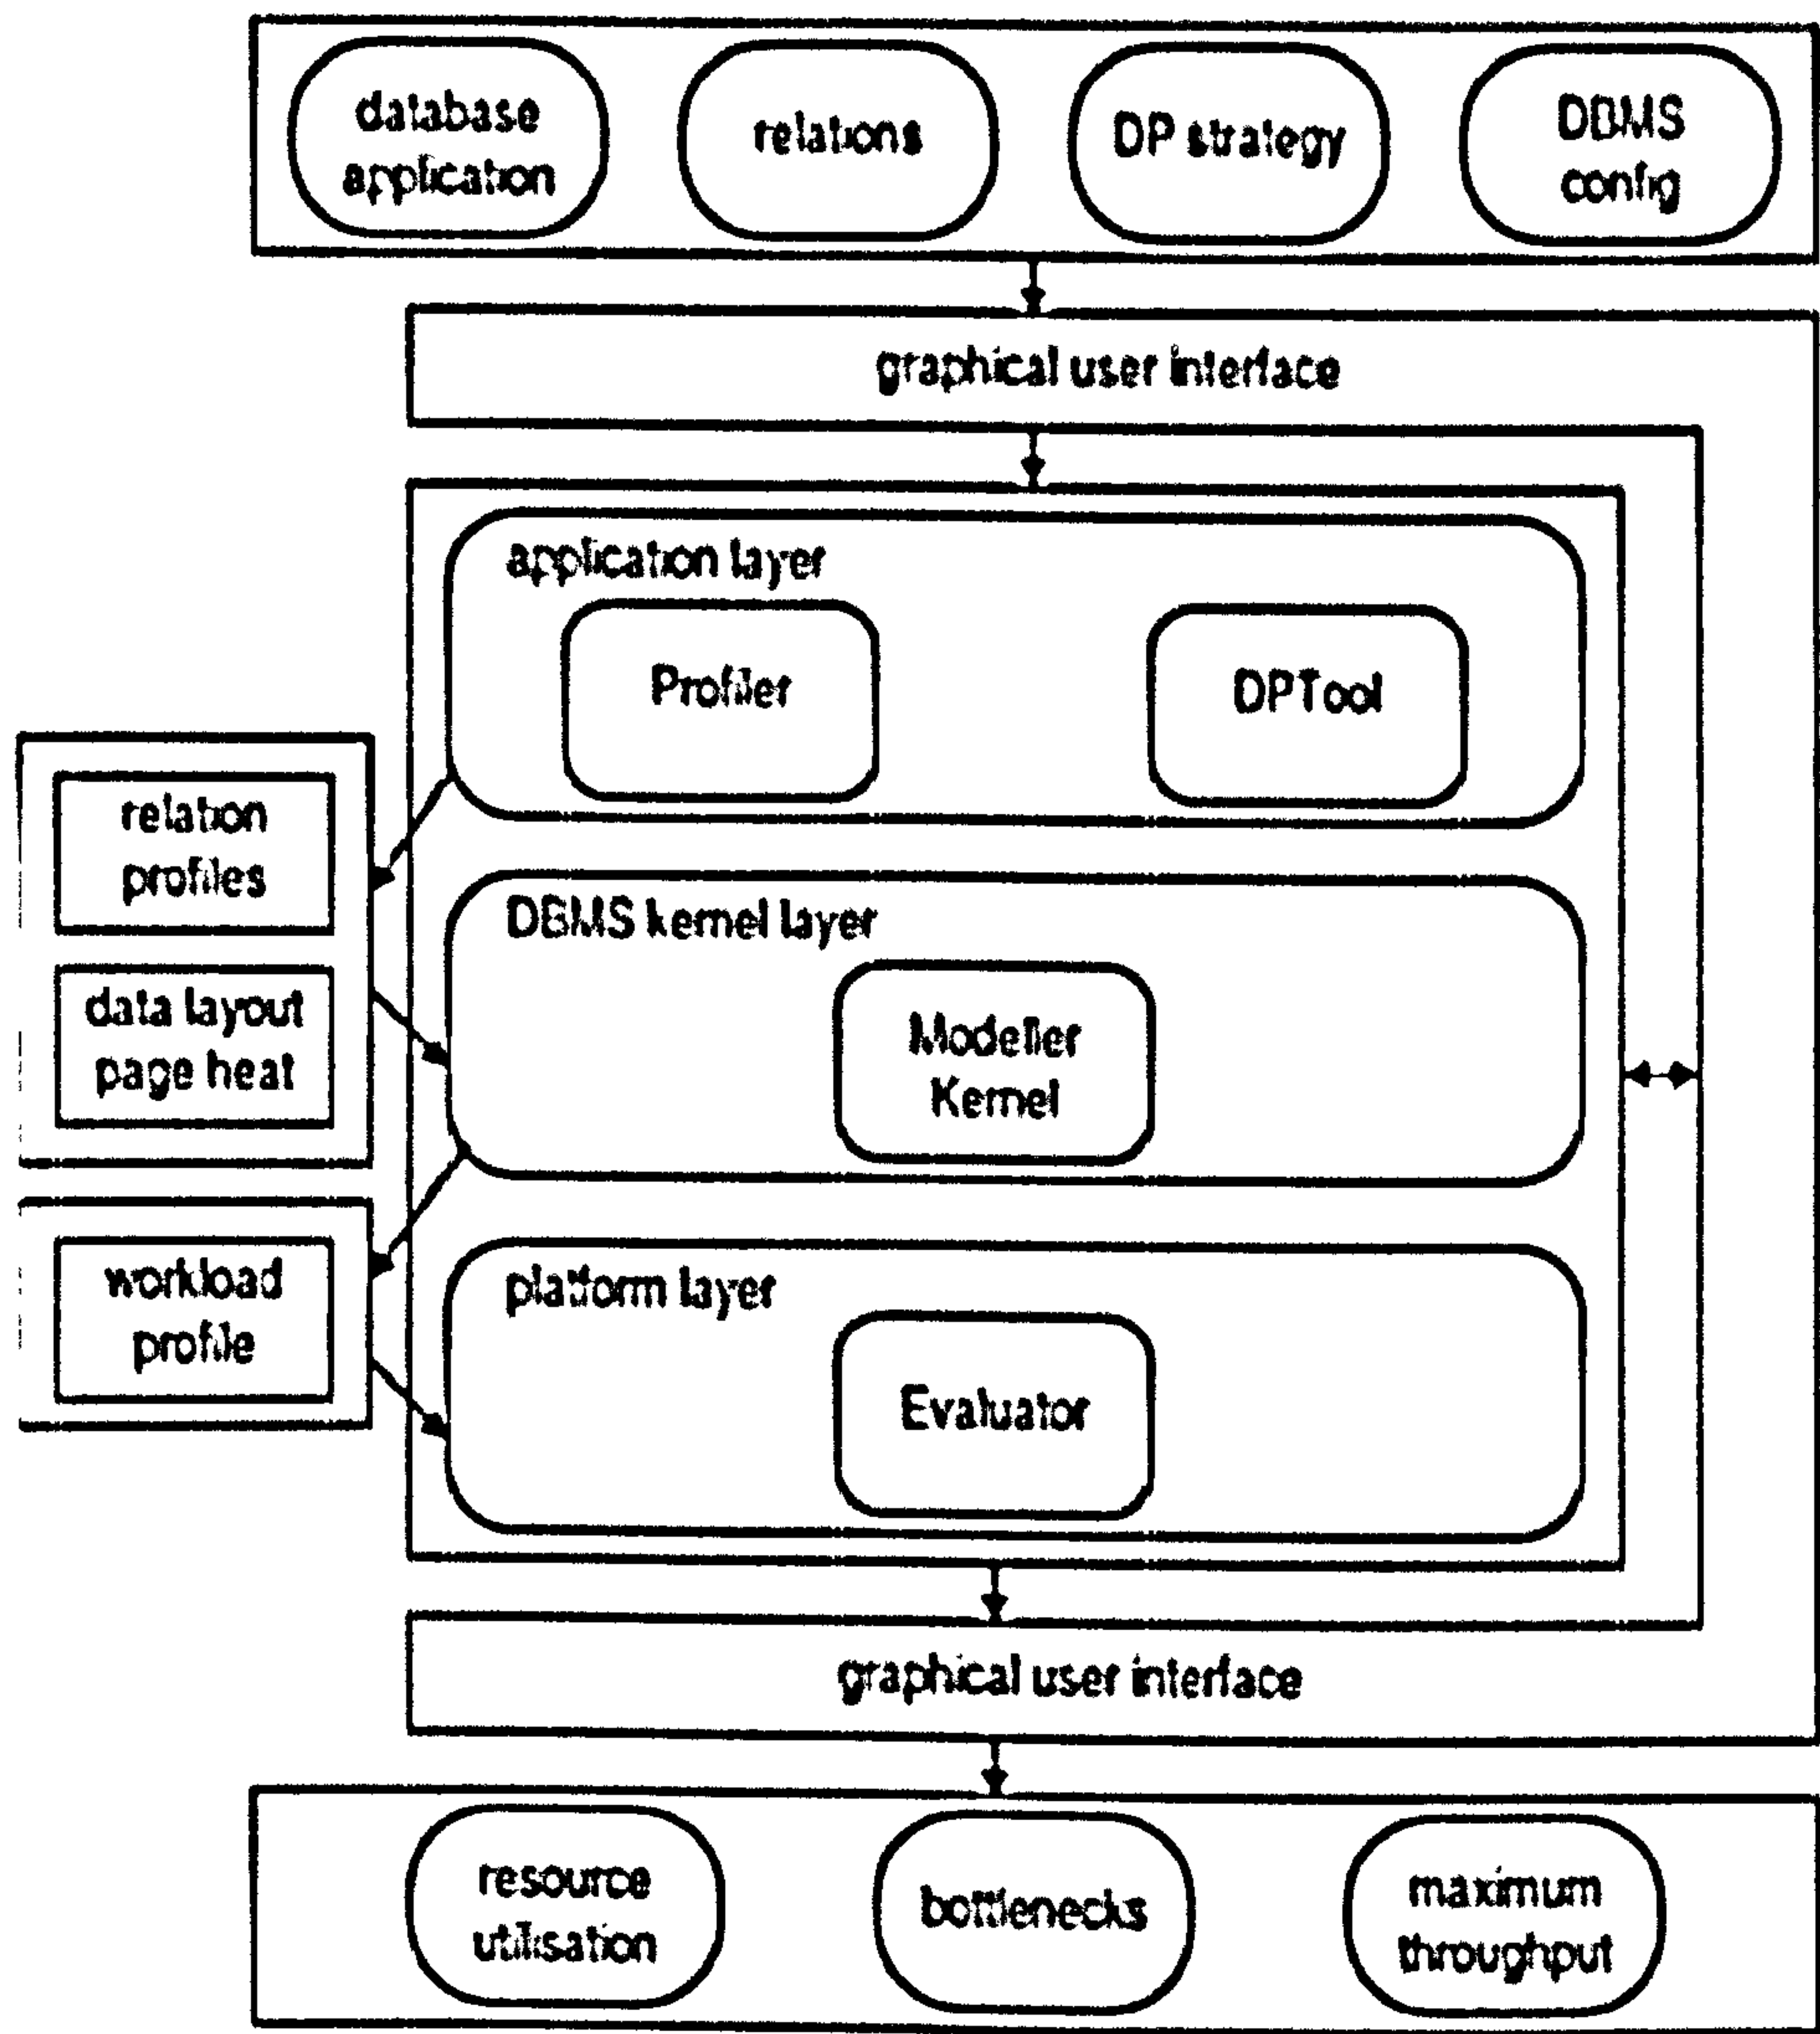 database
application
relations
DP strategy
DBMS
config
graphical user interface
application layer
Profiler
DPTool
relation
profiles
data layout
page heat
DBMS kernel layer
Modeller
Kernel
workload
profile
platform layer
Evaluator
graphical user interface
resource
utilisation
bottlenecks
maximum
throughput